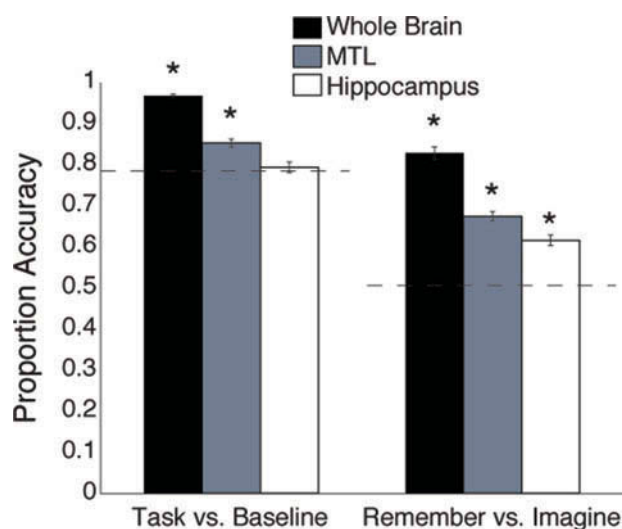 Whole Brain
MTL
Hippocampus
Proportion Accuracy
1
0.9
0.8
0.7
0.6
0.5
0.4
0.3
0.2
0.1
0
* * * * *
Task vs. Baseline
Remember vs. Imagine